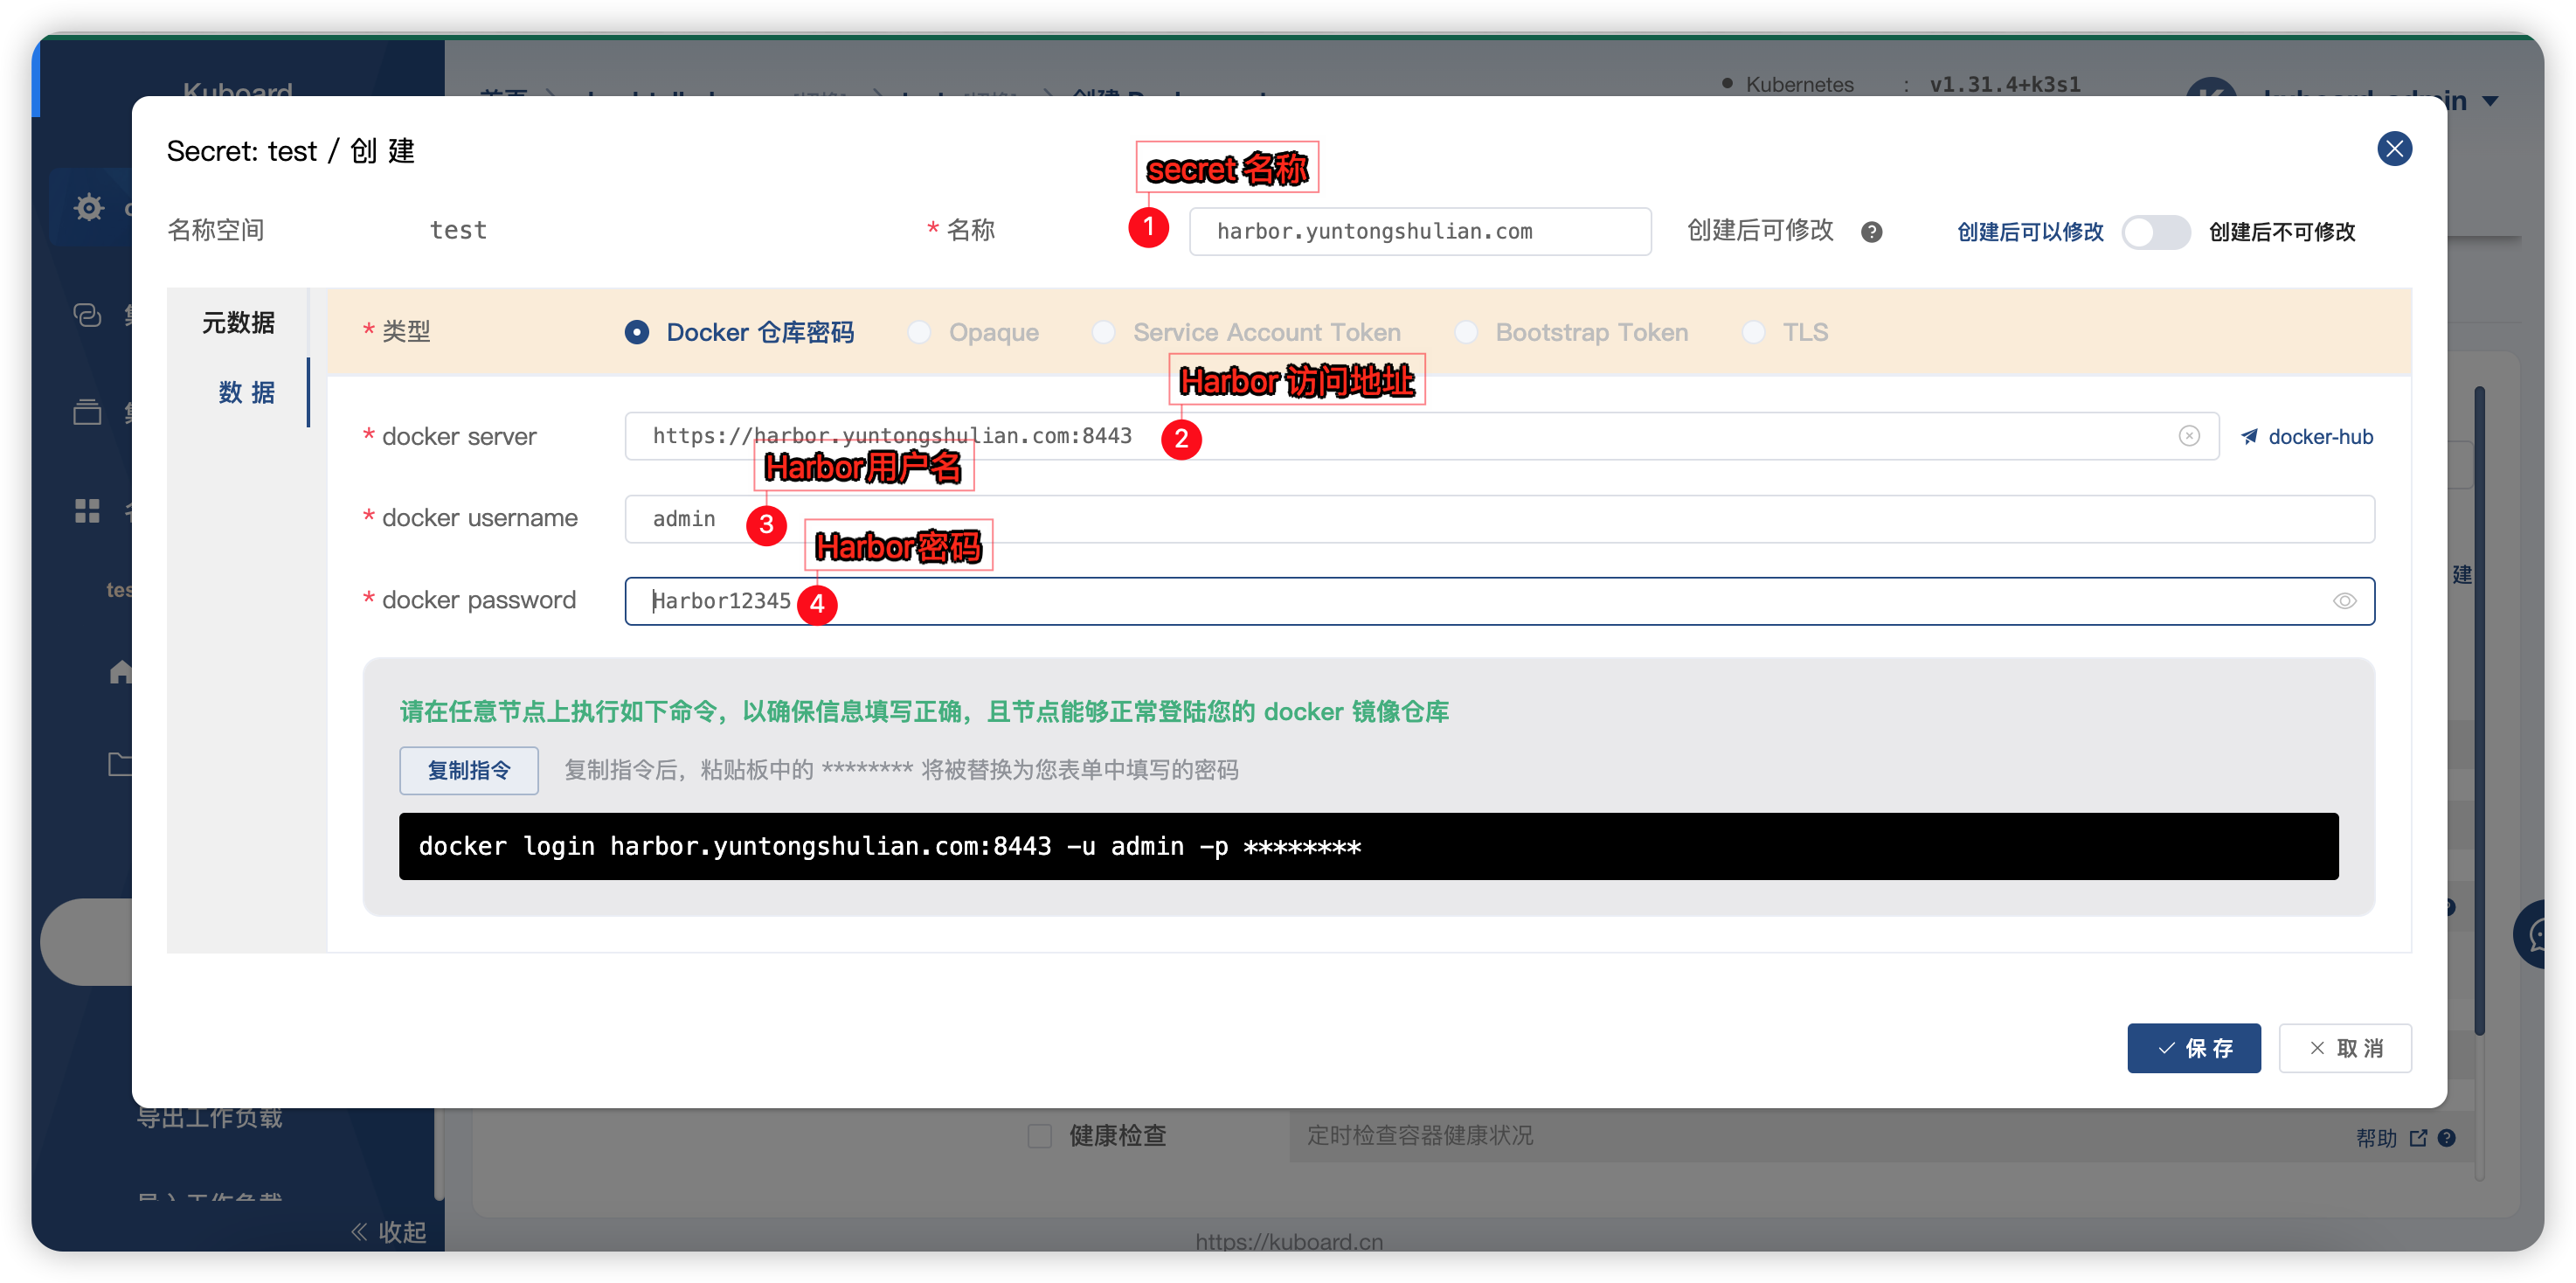 Kuboard
Kubernetes : v1.31.4+k3s1
Secret: test / 创 建
secret 名称
名称空间 test * 名称 1 harbor.yuntongshulian.com 创建后可修改 ? 创建后可以修改 创建后不可修改
元数据
数 据
* 类型 Docker 仓库密码 Opaque Service Account Token Bootstrap Token TLS
Harbor 访问地址
* docker server https://harbor.yuntongshulian.com:8443 2 docker-hub
Harbor用户名
* docker username admin 3
Harbor密码
* docker password Harbor12345 4
请在任意节点上执行如下命令，以确保信息填写正确，且节点能够正常登陆您的 docker 镜像仓库
复制指令 复制指令后，粘贴板中的 ******** 将被替换为您表单中填写的密码
docker login harbor.yuntongshulian.com:8443 -u admin -p ********
保 存 取 消
建
导出工作负载
健康检查 定时检查容器健康状况 帮助 ?
收起
https://kuboard.cn